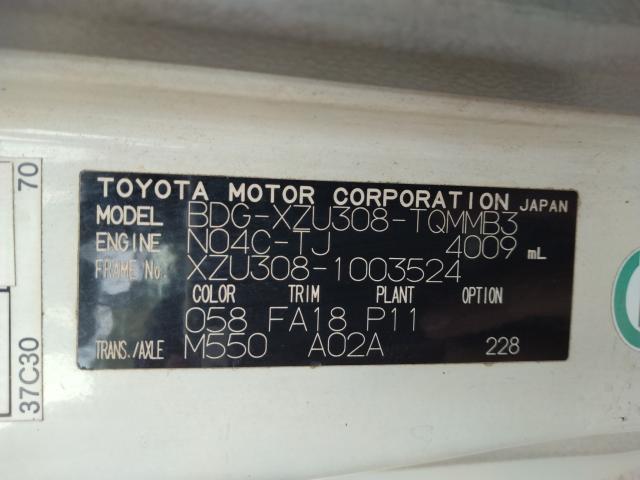 TOYOTA MOTOR CORPORATION JAPAN
MODEL BDG-XZU308-TQMMB3
ENGINE N04C-TJ 4009 mL
FRAME No. XZU308-1003524
COLOR TRIM PLANT OPTION
058 FA18 P11
TRANS./AXLE M550 A02A 228
37C30
70